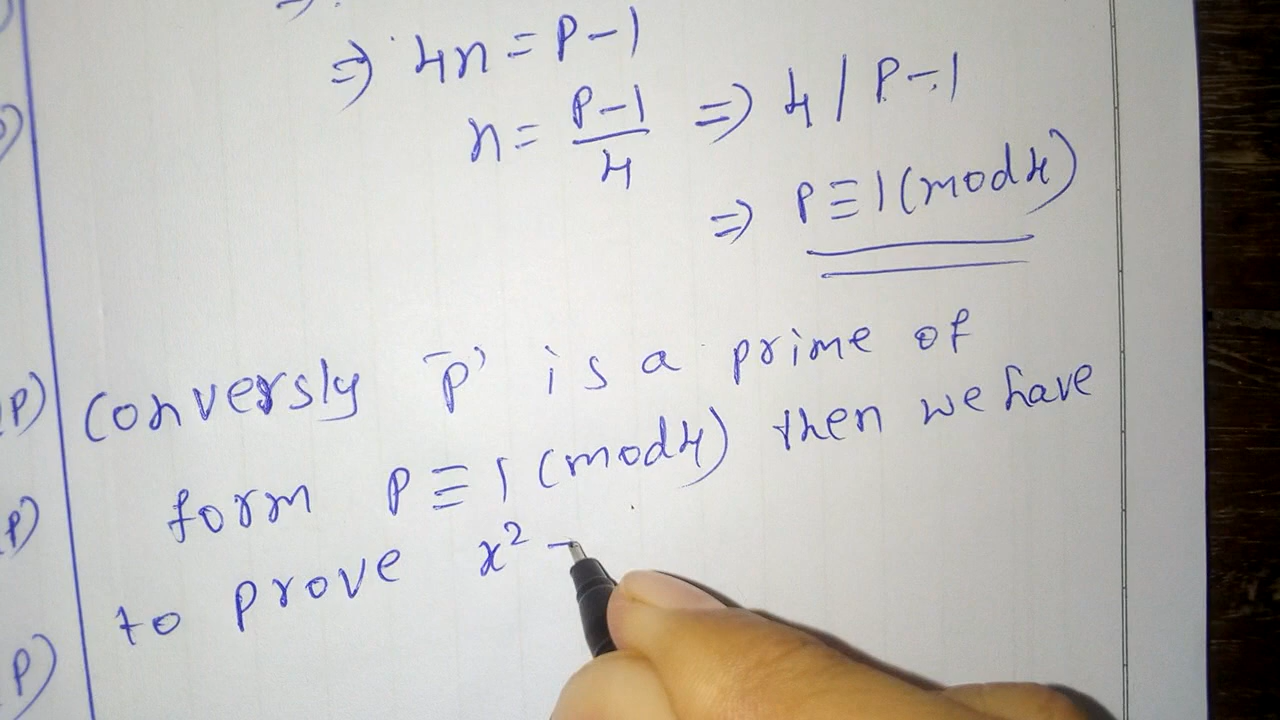 ⇒ 4n = P-1
n = P-1/4 ⇒ 4 / P-1
⇒ P ≡ 1 (mod 4)
Conversly 'p' is a prime of
form P ≡ 1 (mod 4) then we have
to prove x² -
P)
P)
P)